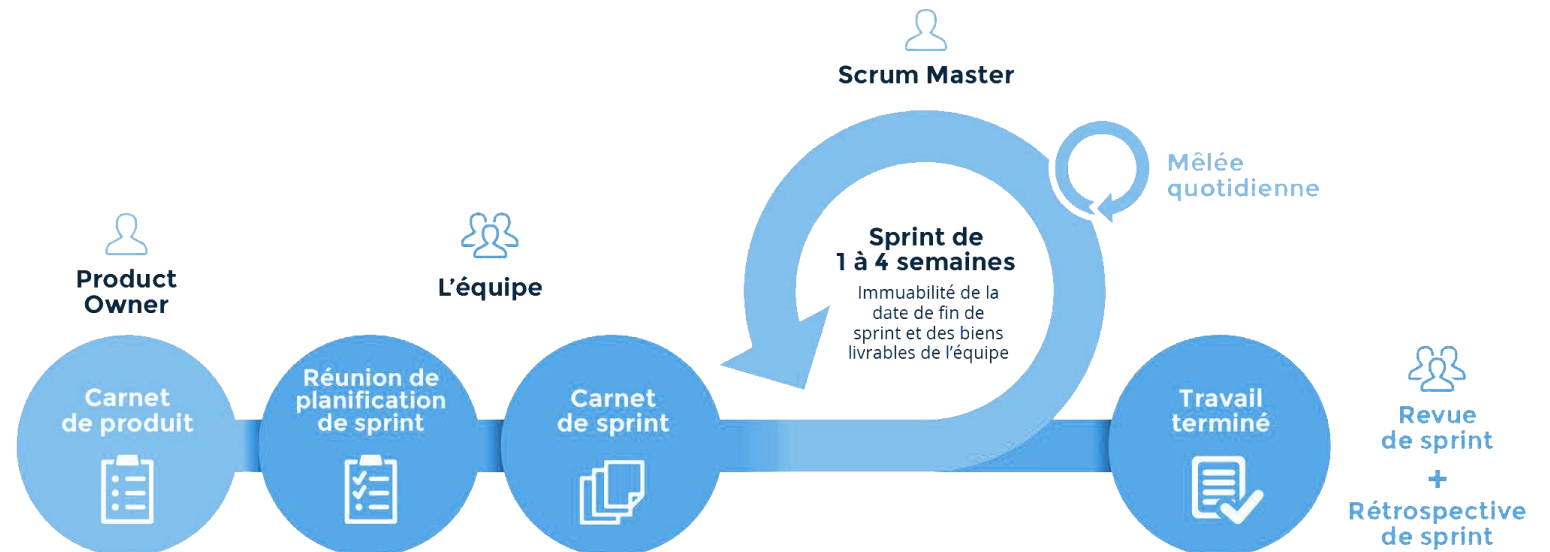 Scrum Master
Mêlée
quotidienne
Sprint de
1 à 4 semaines
Immuabilité de la
date de fin de
sprint et des biens
livrables de l'équipe
Product
Owner
L'équipe
Carnet
de produit
Réunion de
planification
de sprint
Carnet
de sprint
Travail
terminé
Revue
de sprint
+
Rétrospective
de sprint